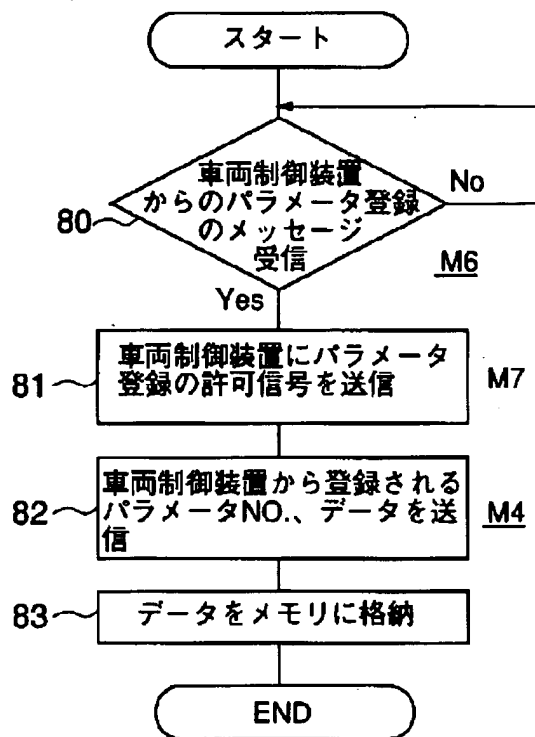 スタート
車両制御装置
からのパラメータ登録
のメッセージ
受信
80
No
M6
Yes
車両制御装置にパラメータ
登録の許可信号を送信
81
M7
車両制御装置から登録される
パラメータNO.、データを送
信
82
M4
83
データをメモリに格納
END